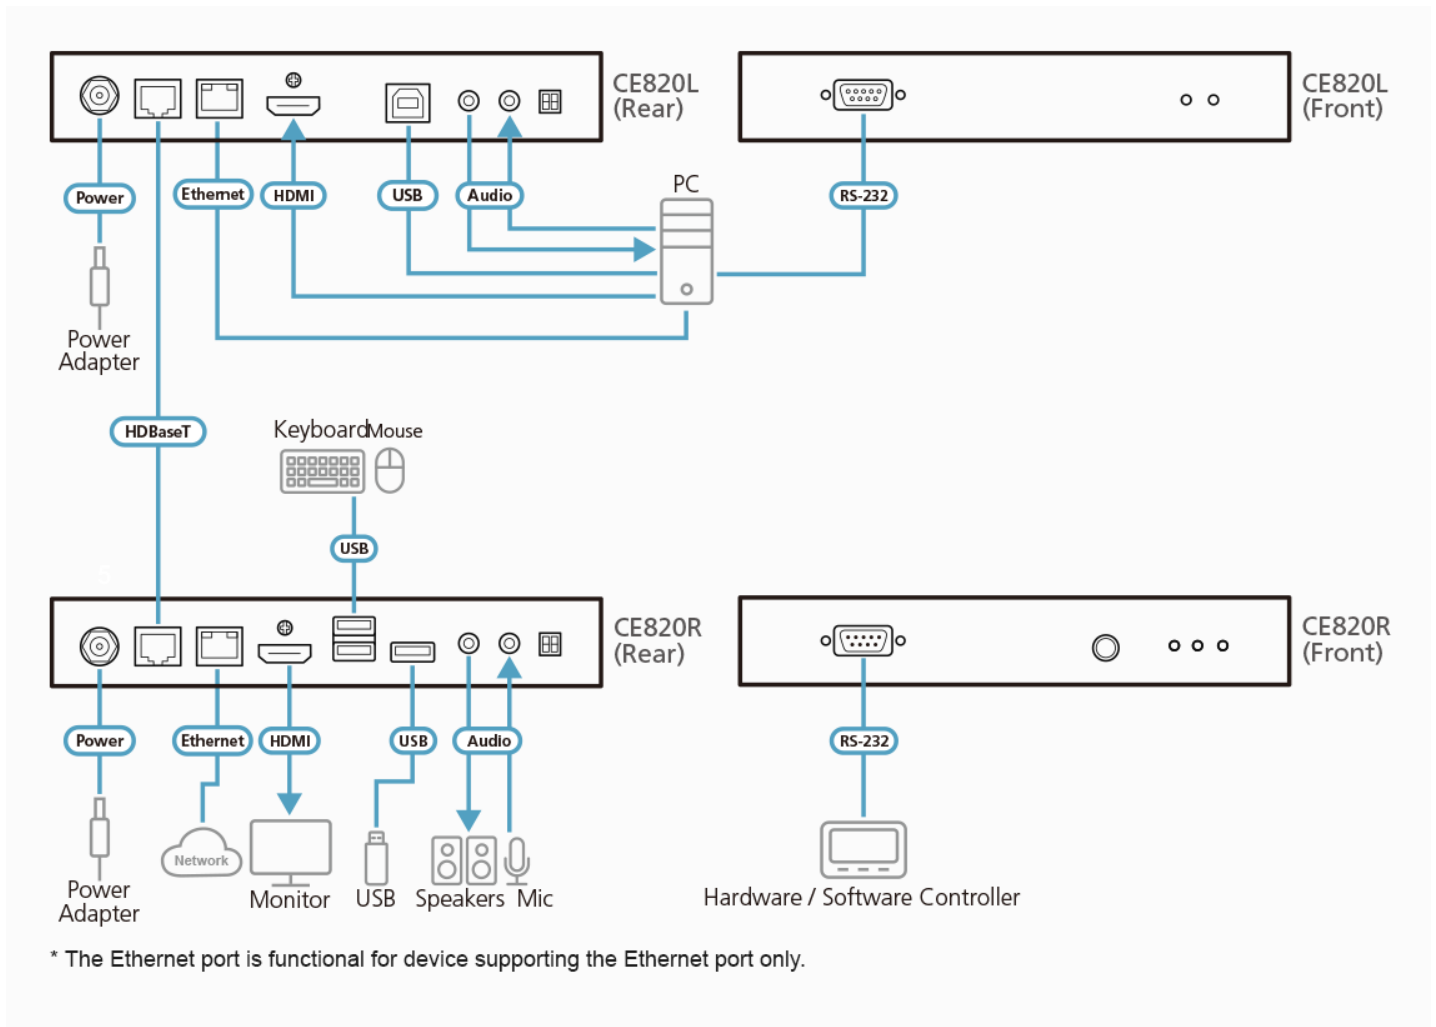 CE820L
(Rear)
CE820L
(Front)
Power
Ethernet
HDMI
USB
Audio
PC
RS-232
Power
Adapter
HDBaseT
Keyboard
Mouse
USB
5
CE820R
(Rear)
CE820R
(Front)
Power
Ethernet
HDMI
USB
Audio
RS-232
Network
Power
Adapter
Monitor
USB
Speakers
Mic
Hardware / Software Controller
* The Ethernet port is functional for device supporting the Ethernet port only.